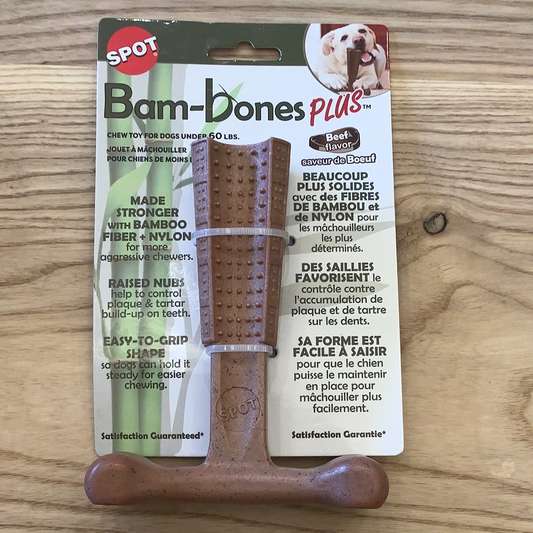 SPOT
Bam-bones PLUS™
CHEW TOY FOR DOGS UNDER 60 LBS.
JOUET À MÂCHOUILLER
POUR CHIENS DE MOINS
Beef
flavor
saveur de Boeuf
MADE
STRONGER
WITH BAMBOO
FIBER + NYLON
for more
aggressive chewers.
RAISED NUBS
help to control
plaque & tartar
build-up on teeth.
EASY-TO-GRIP
SHAPE
so dogs can hold it
steady for easier
chewing.
Satisfaction Guaranteed*
BEAUCOUP
PLUS SOLIDES
avec des FIBRES
DE BAMBOU et
de NYLON pour
les mâchouilleurs
les plus
déterminés.
DES SAILLIES
FAVORISENT le
contrôle contre
l'accumulation de
plaque et de tartre
sur les dents.
SA FORME EST
FACILE À SAISIR
pour que le chien
puisse le maintenir
en place pour
mâchouiller plus
facilement.
Satisfaction Garantie*
SPOT